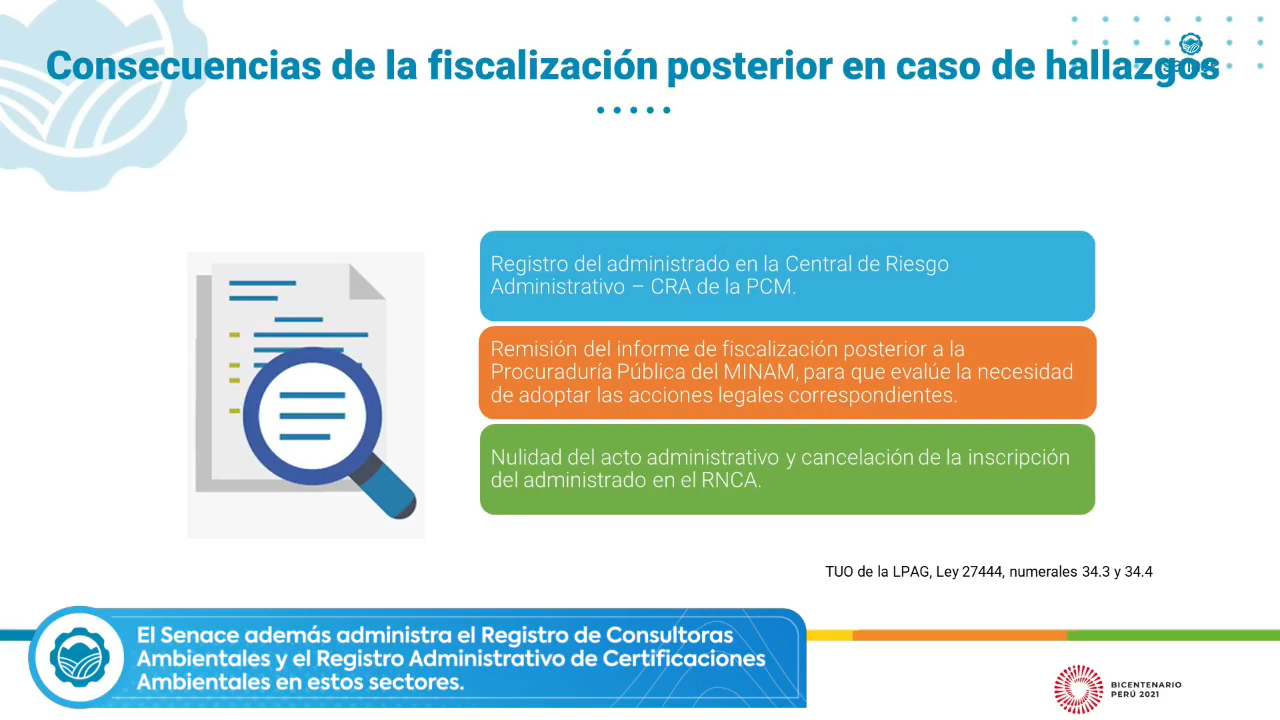 Consecuencias de la fiscalización posterior en caso de hallazgos
Registro del administrado en la Central de Riesgo
Administrativo – CRA de la PCM.
Remisión del informe de fiscalización posterior a la
Procuraduría Pública del MINAM, para que evalúe la necesidad
de adoptar las acciones legales correspondientes.
Nulidad del acto administrativo y cancelación de la inscripción
del administrado en el RNCA.
TUO de la LPAG, Ley 27444, numerales 34.3 y 34.4
El Senace además administra el Registro de Consultoras
Ambientales y el Registro Administrativo de Certificaciones
Ambientales en estos sectores.
BICENTENARIO
PERÚ 2021